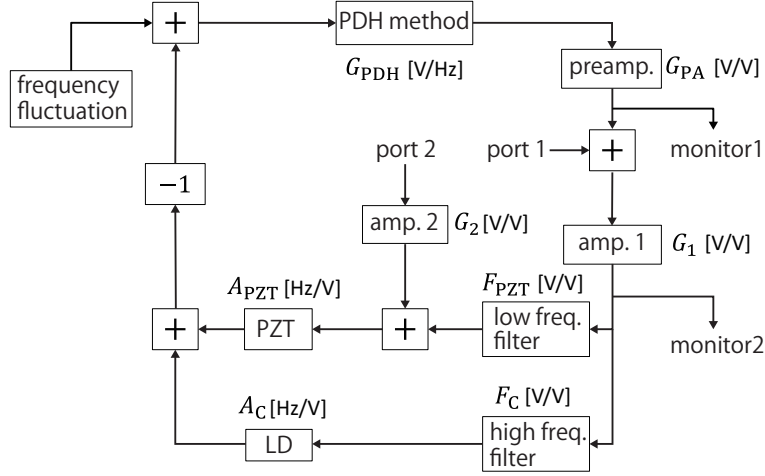 +
PDH method
G_PDH [V/Hz]
preamp.
G_PA [V/V]
frequency
fluctuation
monitor1
port 1
+
port 2
−1
amp. 2
G_2 [V/V]
amp. 1
G_1 [V/V]
A_PZT [Hz/V]
F_PZT [V/V]
+
PZT
+
low freq.
filter
monitor2
A_C [Hz/V]
F_C [V/V]
LD
high freq.
filter